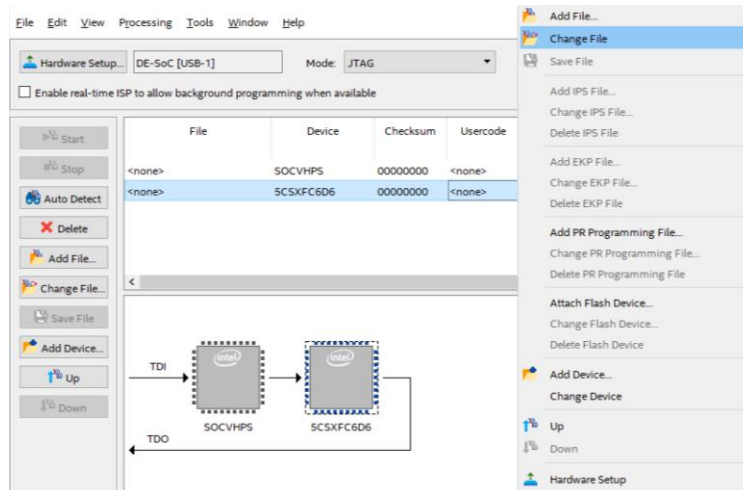 File Edit View Processing Tools Window Help
Hardware Setup... DE-SoC [USB-1] Mode: JTAG
Enable real-time ISP to allow background programming when available
Start
Stop
Auto Detect
Delete
Add File...
Change File...
Save File
Add Device...
Up
Down
File Device Checksum Usercode
<none> SOCVHPS 00000000 <none>
<none> 5CSXFC6D6 00000000 <none>
TDI
intel
intel
SOCVHPS
5CSXFC6D6
TDO
Add File...
Change File
Save File
Add IPS File...
Change IPS File...
Delete IPS File
Add EKP File...
Change EKP File...
Delete EKP File
Add PR Programming File...
Change PR Programming File...
Delete PR Programming File
Attach Flash Device...
Change Flash Device...
Delete Flash Device
Add Device...
Change Device
Up
Down
Hardware Setup